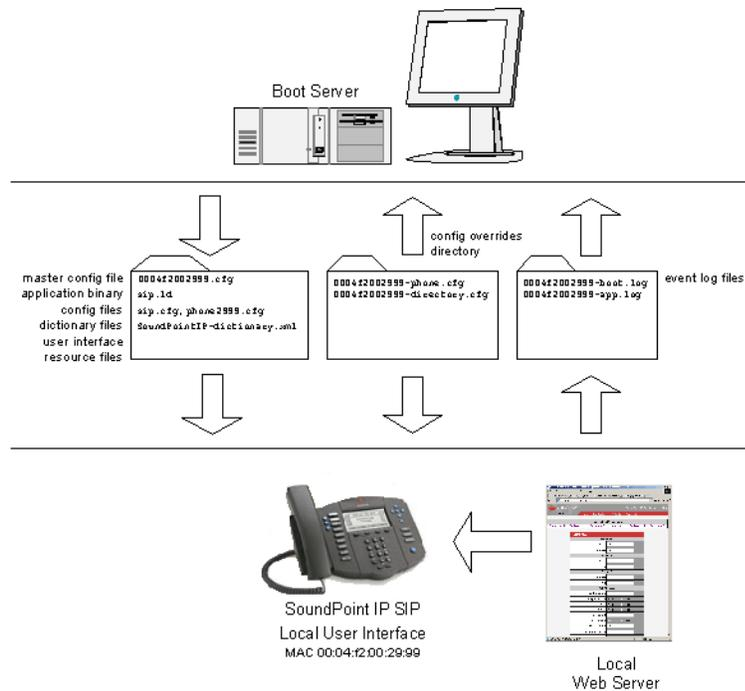 Boot Server
config overrides
directory
master config file
application binary
config files
dictionary files
user interface
resource files
0004f2002999.cfg
sip.ld
sip.cfg, phone2999.cfg
SoundPointIP-dictionary.xml
0004f2002999-phone.cfg
0004f2002999-directory.cfg
0004f2002999-boot.log
0004f2002999-app.log
event log files
SoundPoint IP SIP
Local User Interface
MAC 00:04:f2:00:29:99
Local
Web Server